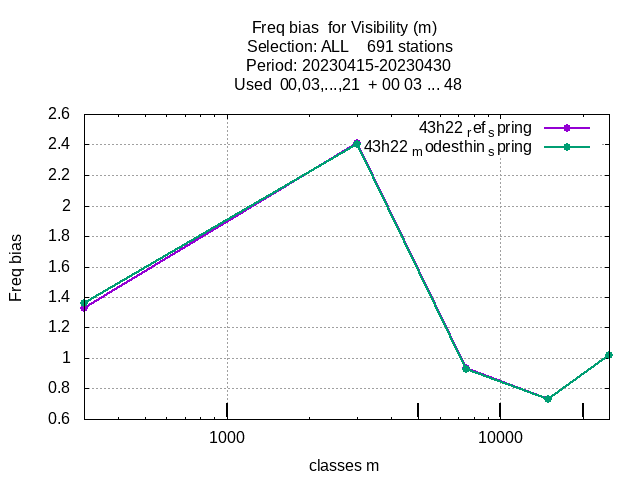 Freq bias  for Visibility (m)
Selection: ALL    691 stations
Period: 20230415-20230430
Used  00,03,...,21  + 00 03 ... 48
43h22 ref spring
43h22 modesthin spring
2.6
2.4
2.2
2
1.8
1.6
1.4
1.2
1
0.8
0.6
Freq bias
1000
10000
classes m